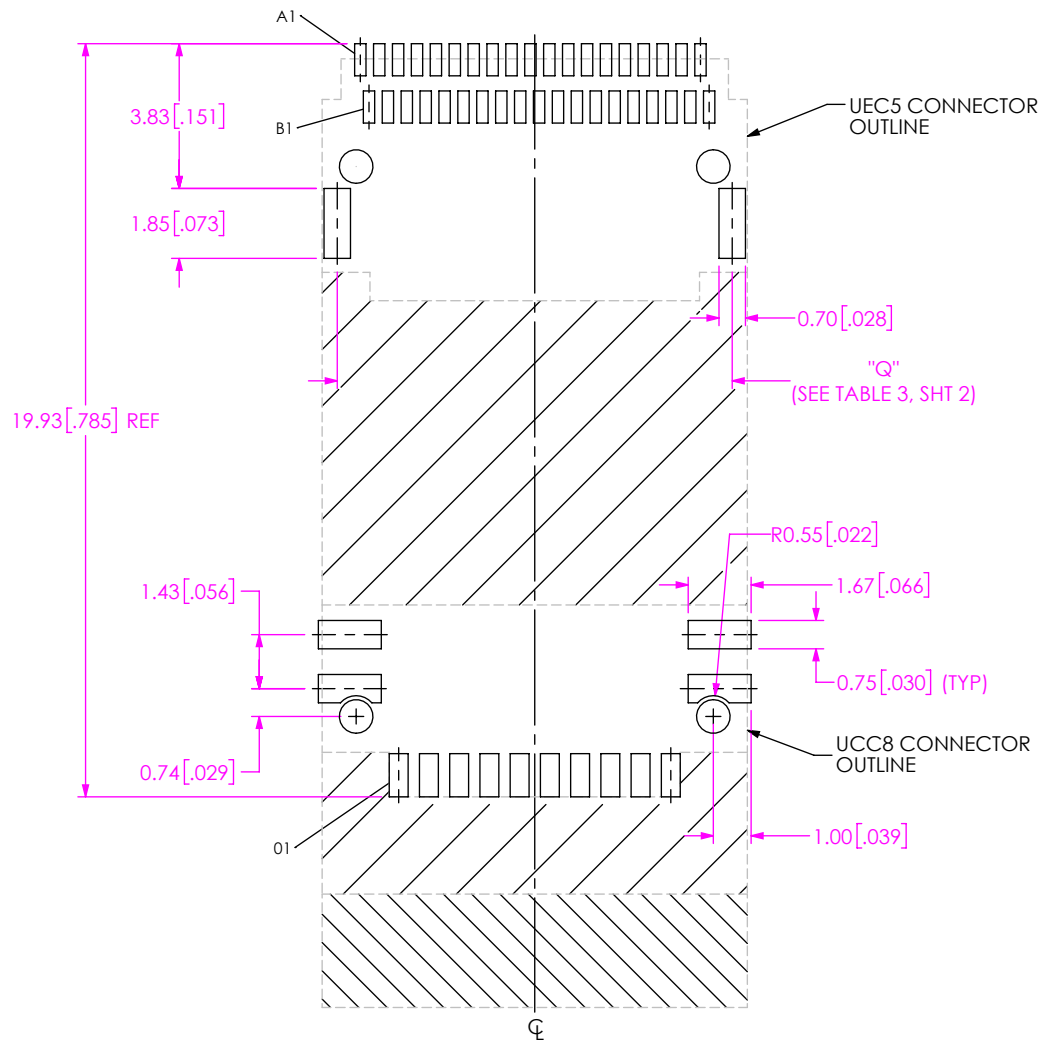 A1
3.83[.151]
UEC5 CONNECTOR
OUTLINE
B1
1.85[.073]
0.70[.028]
"Q"
(SEE TABLE 3, SHT 2)
19.93[.785] REF
R0.55[.022]
1.43[.056]
1.67[.066]
0.75[.030] (TYP)
UCC8 CONNECTOR
OUTLINE
0.74[.029]
1.00[.039]
01
℄